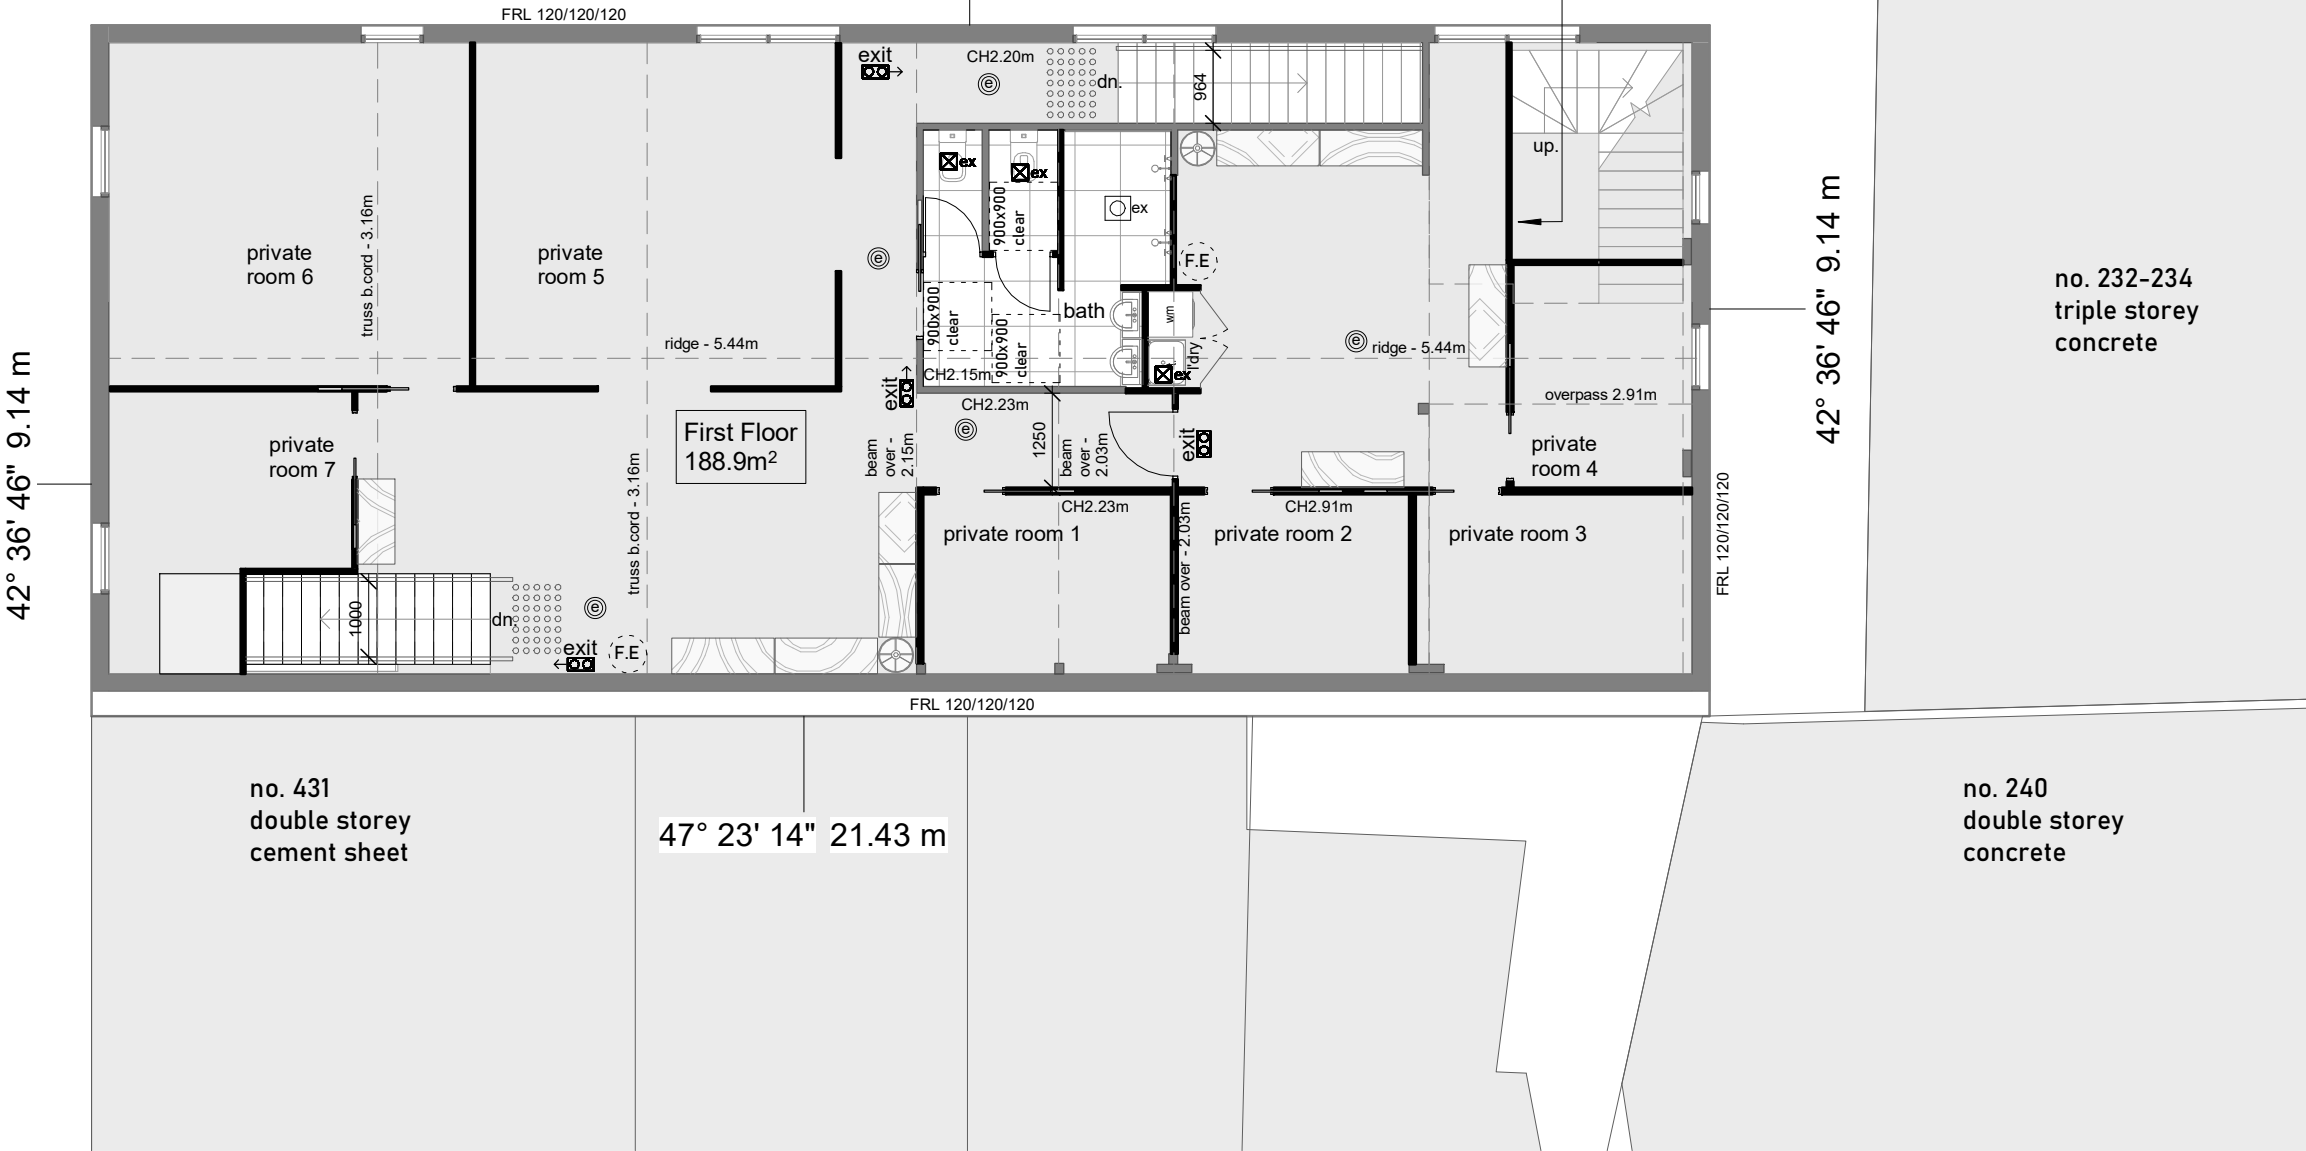 FRL 120/120/120
exit
CH2.20m
dn.
964
up.
ex
ex
ex
900x900
clear
F.E
private
room 6
truss b.cord - 3.16m
private
room 5
bath
wm
l'dry
ex
900x900
clear
900x900
clear
CH2.15m
ridge - 5.44m
ridge - 5.44m
overpass 2.91m
exit
CH2.23m
1250
First Floor
188.9m²
beam
over -
2.15m
beam
over -
2.03m
exit
private
room 7
private
room 4
truss b.cord - 3.16m
CH2.23m
CH2.91m
private room 1
beam over - 2.03m
private room 2
private room 3
1000
dn.
exit
F.E
FRL 120/120/120
FRL 120/120/120
42° 36' 46" 9.14 m
42° 36' 46" 9.14 m
no. 232-234
triple storey
concrete
no. 431
double storey
cement sheet
47° 23' 14" 21.43 m
no. 240
double storey
concrete
e
e
e
e
e